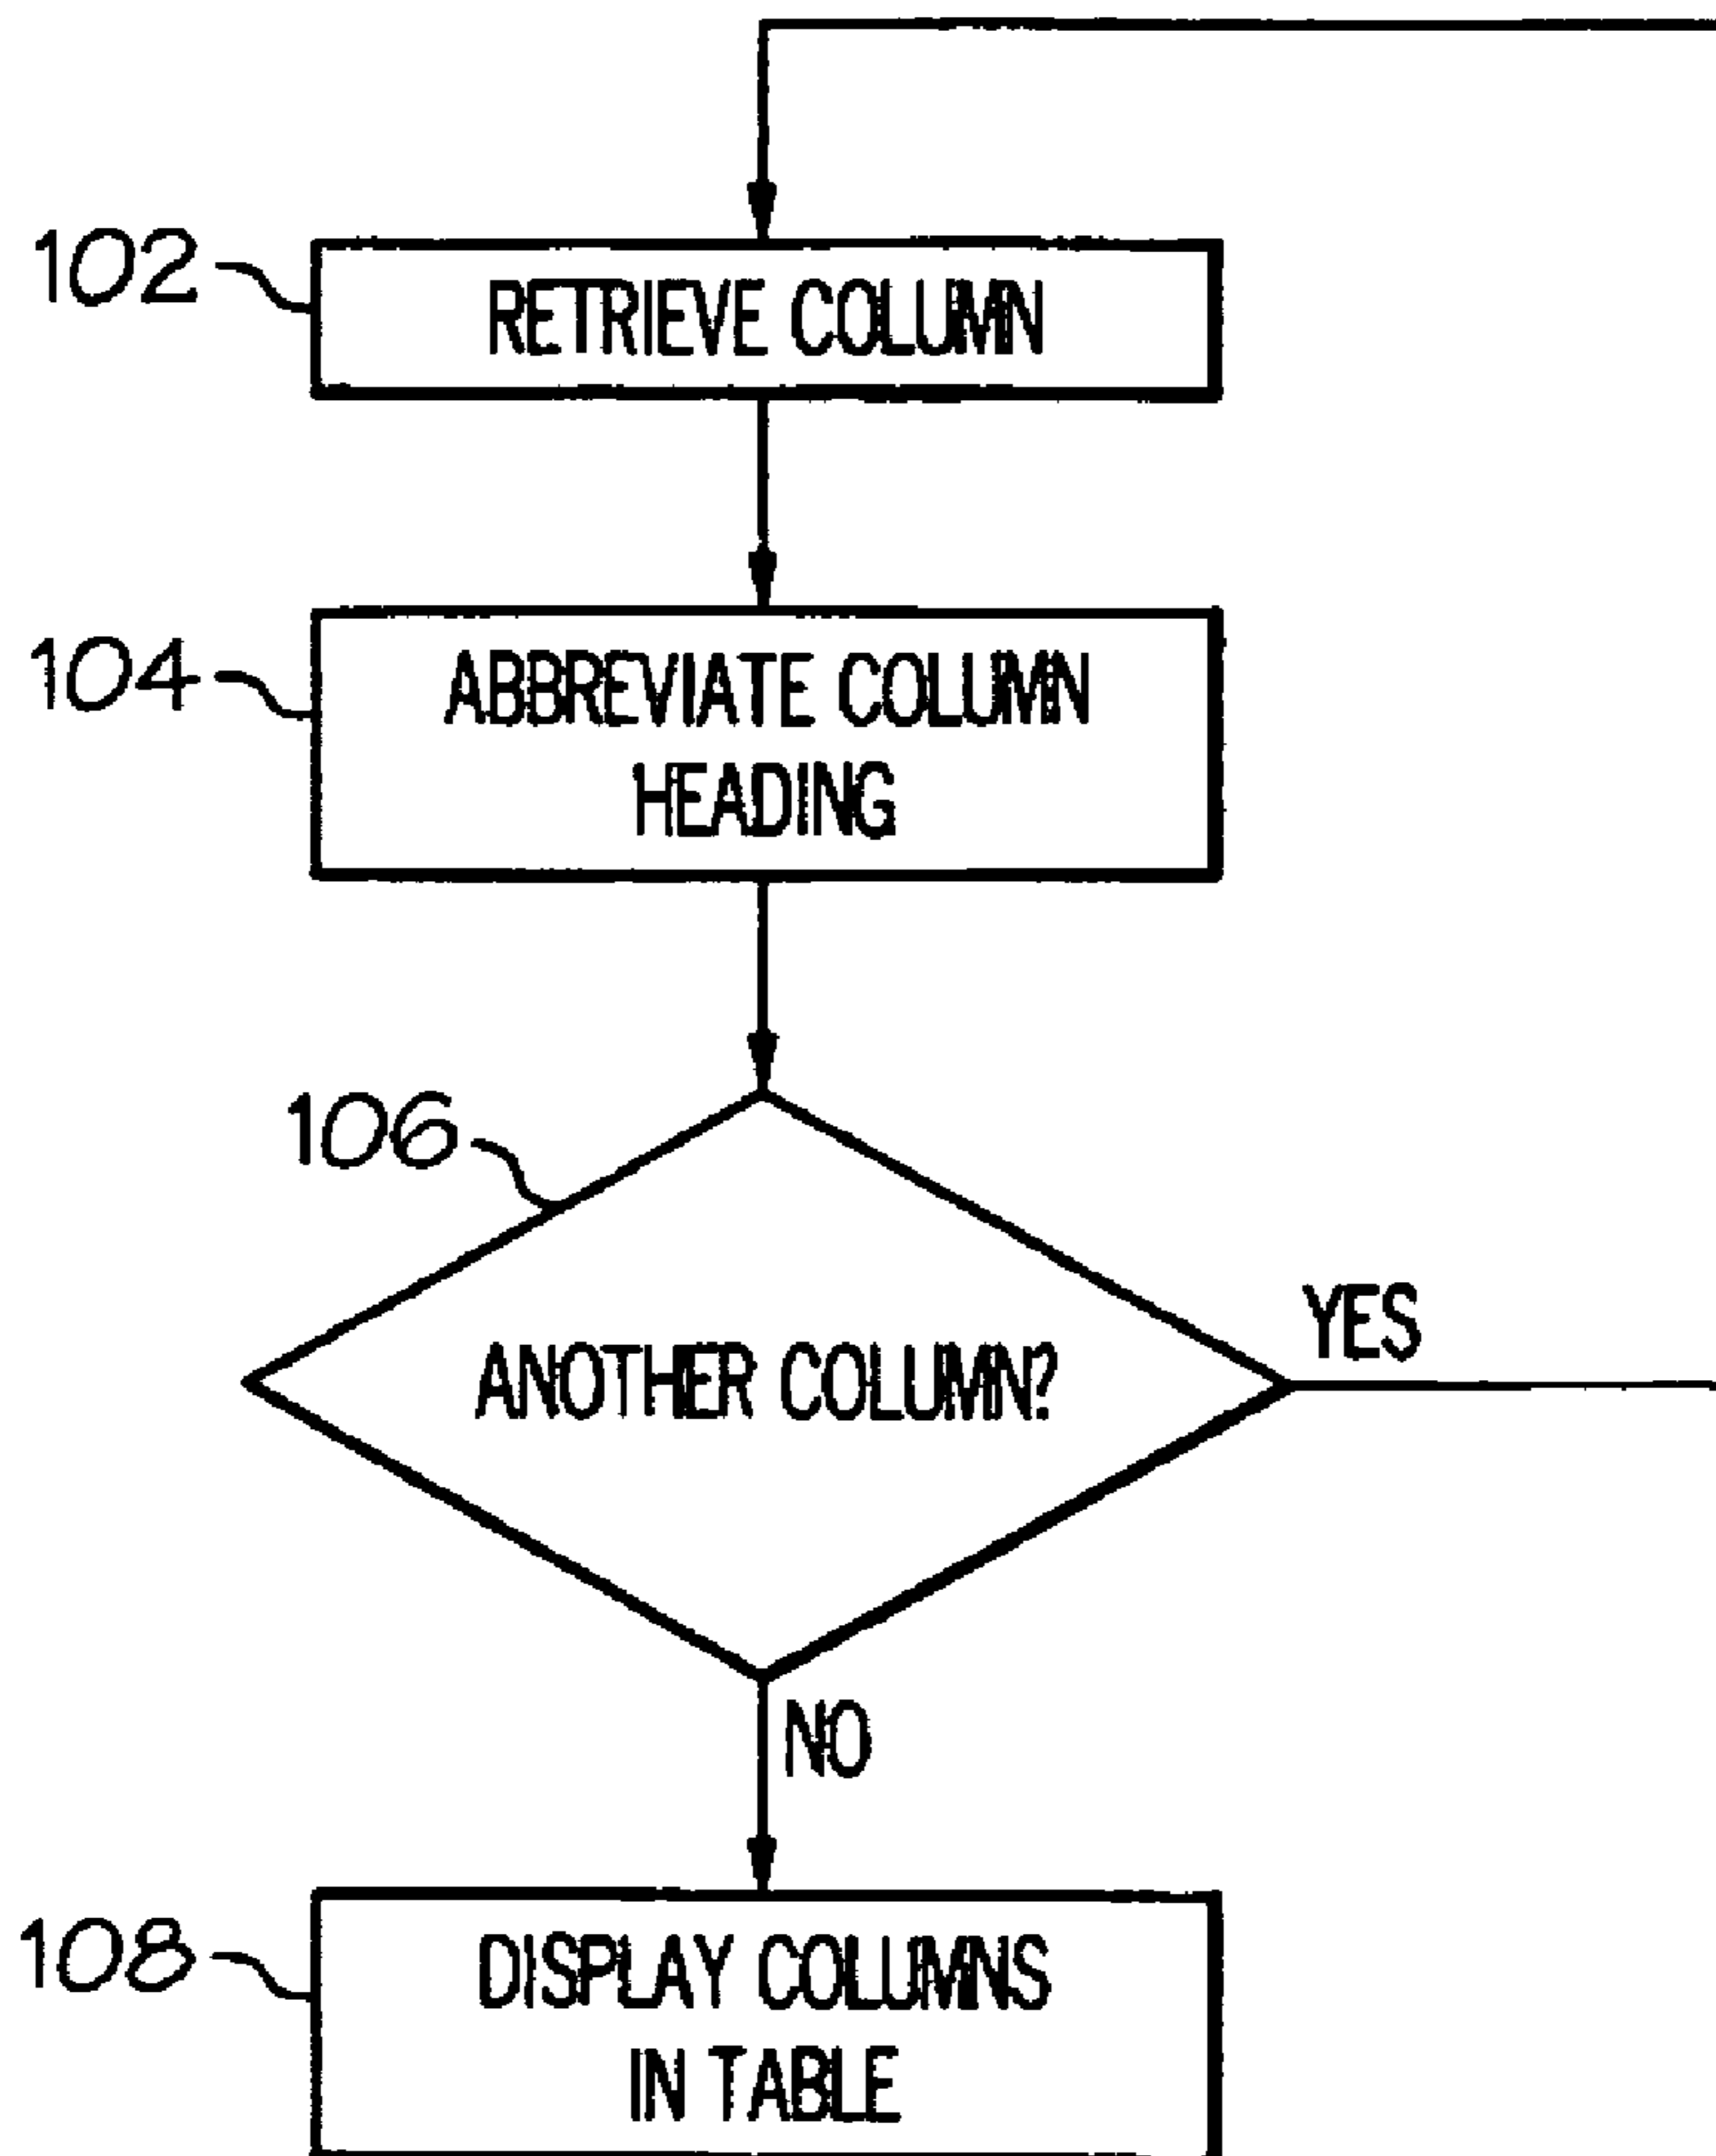 102
RETRIEVE COLUMN
104
ABBREVIATE COLUMN
HEADING
106
ANOTHER COLUMN?
YES
NO
108
DISPLAY COLUMNS
IN TABLE